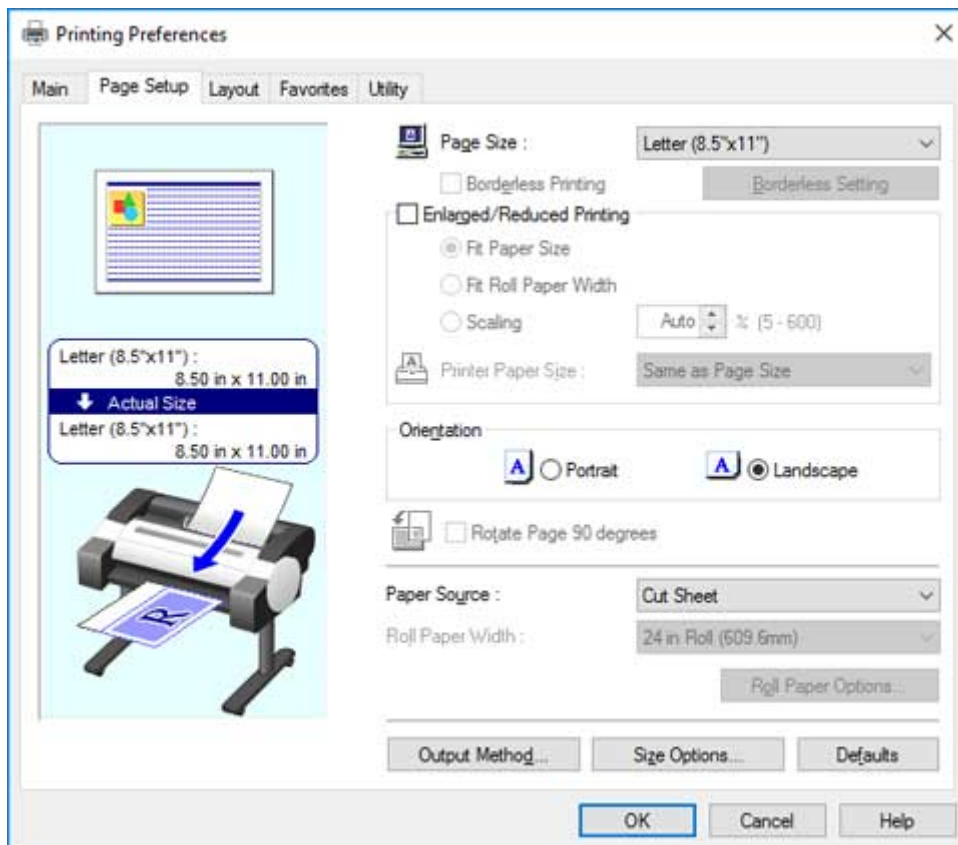 Printing Preferences
Main Page Setup Layout Favorites Utility
Page Size : Letter (8.5"x11")
Borderless Printing Borderless Setting
Enlarged/Reduced Printing
Fit Paper Size
Fit Roll Paper Width
Scaling Auto % (5 - 600)
Printer Paper Size : Same as Page Size
Letter (8.5"x11") :
8.50 in x 11.00 in
Actual Size
Letter (8.5"x11") :
8.50 in x 11.00 in
Orientation
A Portrait A Landscape
Rotate Page 90 degrees
R
Paper Source : Cut Sheet
Roll Paper Width : 24 in Roll (609.6mm)
Roll Paper Options...
Output Method... Size Options... Defaults
OK Cancel Help